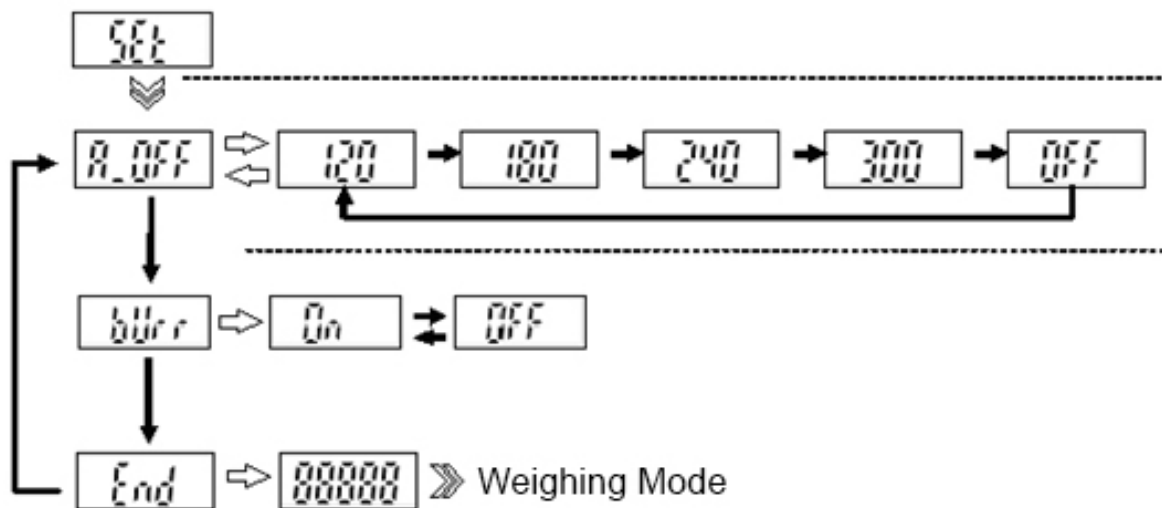 SEt
A_OFF 120 180 240 300 OFF
bUrr On OFF
End 88888 Weighing Mode